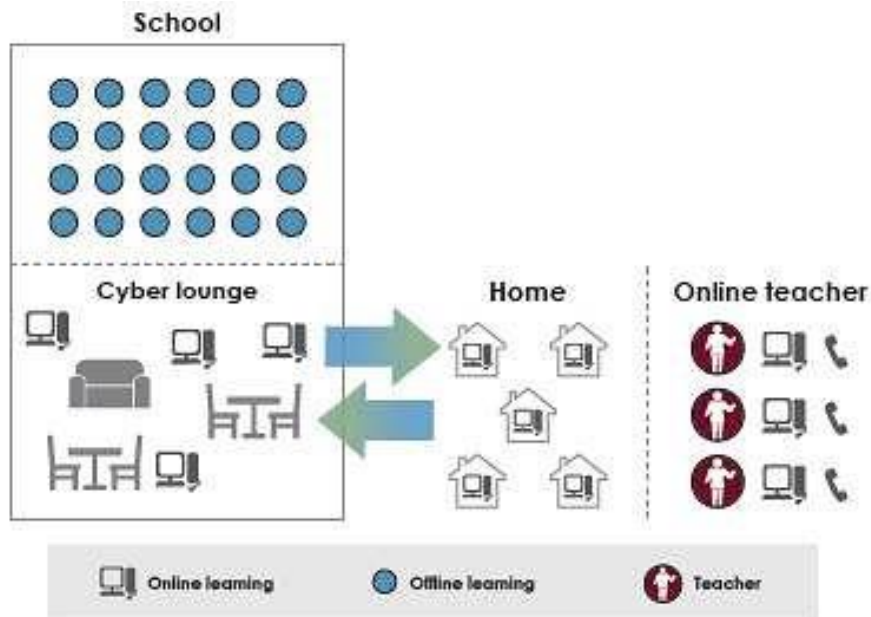 School
Cyber lounge
Home
Online teacher
Online learning
Offline learning
Teacher